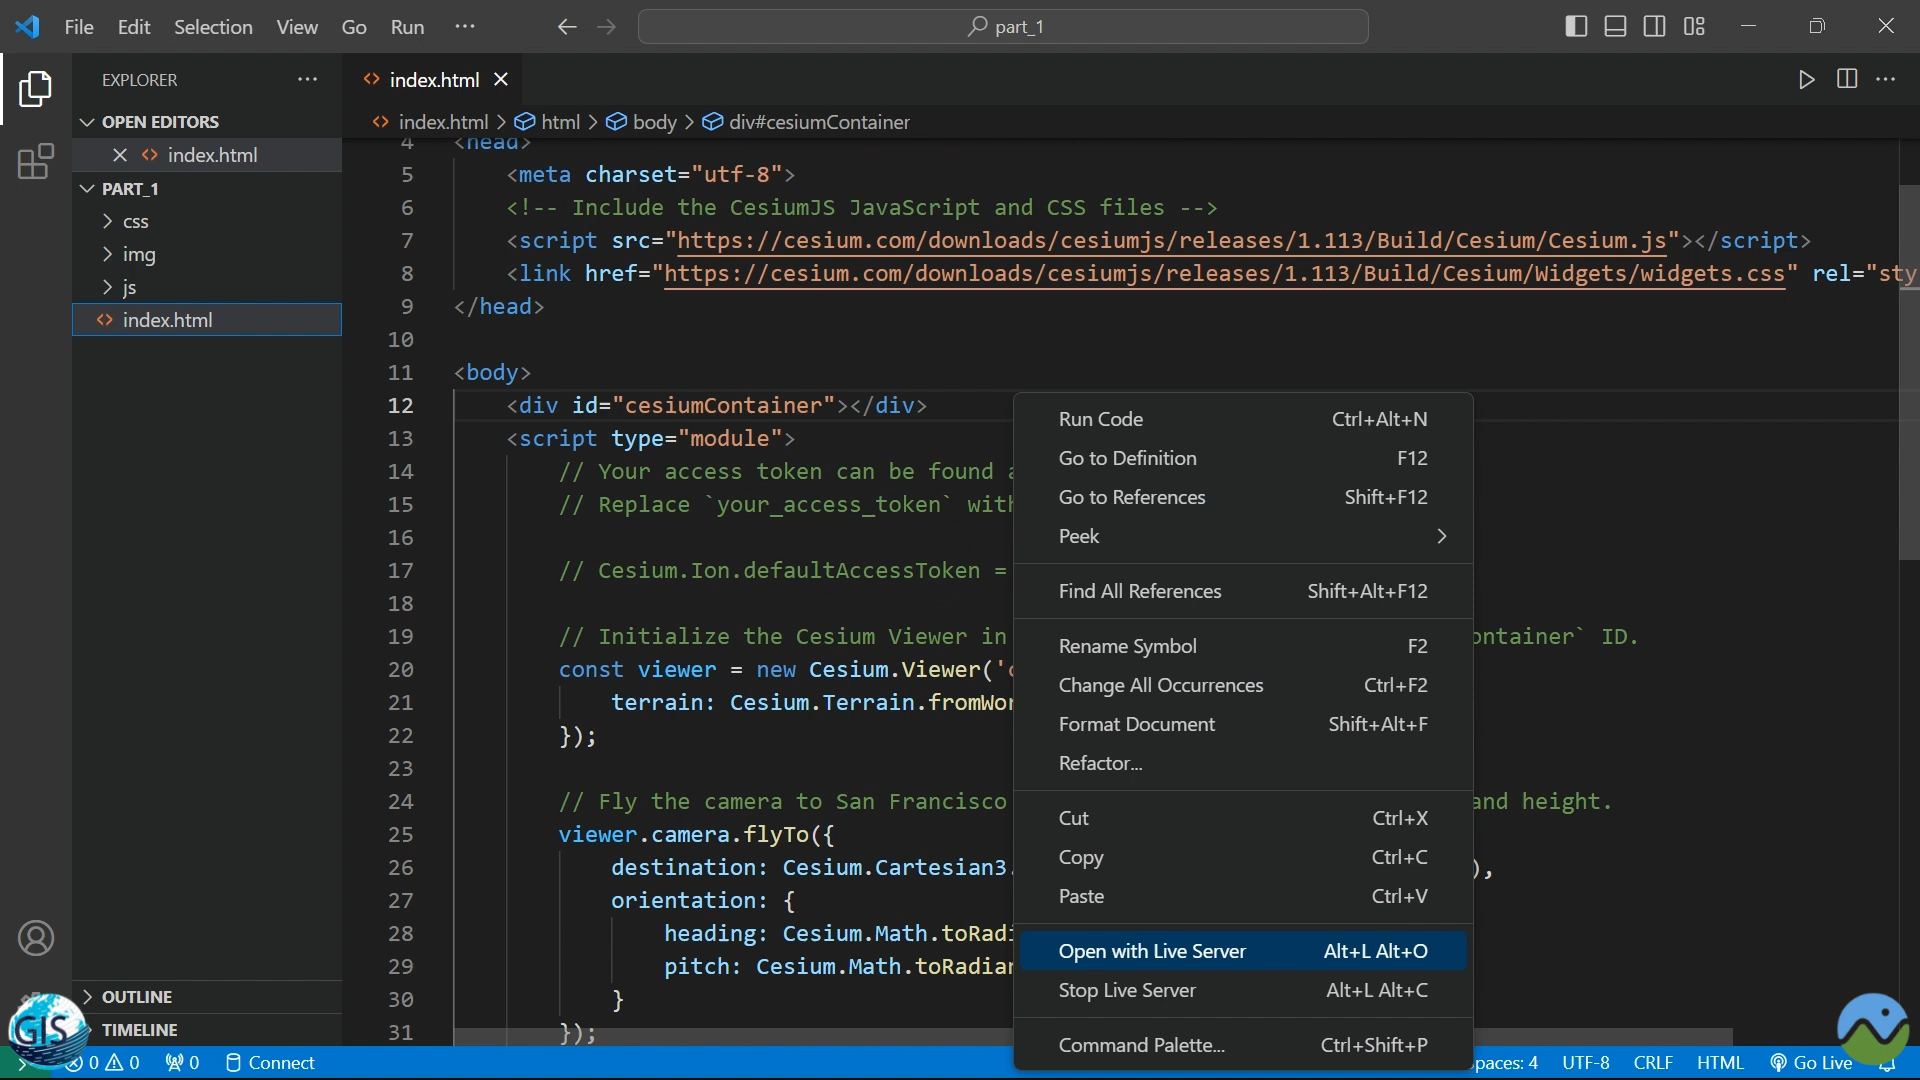 File Edit Selection View Go Run ··· part_1
EXPLORER ···
index.html
OPEN EDITORS
index.html > html > body > div#cesiumContainer
index.html
PART_1
css
img
js
index.html
4 <head>
5 <meta charset="utf-8">
6 <!-- Include the CesiumJS JavaScript and CSS files -->
7 <script src="https://cesium.com/downloads/cesiumjs/releases/1.113/Build/Cesium/Cesium.js"></script>
8 <link href="https://cesium.com/downloads/cesiumjs/releases/1.113/Build/Cesium/Widgets/widgets.css" rel="sty
9 </head>
10
11 <body>
12 <div id="cesiumContainer"></div>
13 <script type="module">
14 // Your access token can be found
15 // Replace `your_access_token` with
16
17 // Cesium.Ion.defaultAccessToken =
18
19 // Initialize the Cesium Viewer in ontainer` ID.
20 const viewer = new Cesium.Viewer('c
21 terrain: Cesium.Terrain.fromWor
22 });
23
24 // Fly the camera to San Francisco and height.
25 viewer.camera.flyTo({
26 destination: Cesium.Cartesian3. ),
27 orientation: {
28 heading: Cesium.Math.toRadi
29 pitch: Cesium.Math.toRadian
30 }
31 });
Run Code Ctrl+Alt+N
Go to Definition F12
Go to References Shift+F12
Peek
Find All References Shift+Alt+F12
Rename Symbol F2
Change All Occurrences Ctrl+F2
Format Document Shift+Alt+F
Refactor...
Cut Ctrl+X
Copy Ctrl+C
Paste Ctrl+V
Open with Live Server Alt+L Alt+O
Stop Live Server Alt+L Alt+C
Command Palette... Ctrl+Shift+P
OUTLINE
TIMELINE
GIS
0 0 0 Connect paces: 4 UTF-8 CRLF HTML Go Live